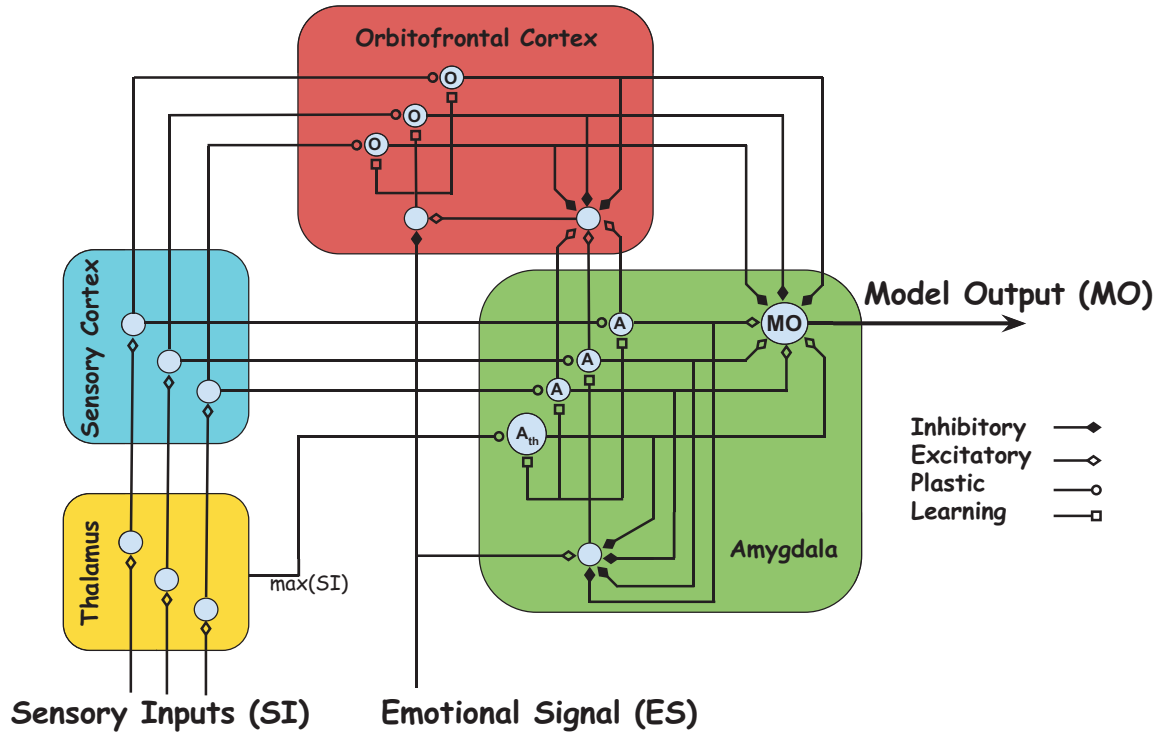 Orbitofrontal Cortex
O
O
O
Sensory Cortex
Model Output (MO)
MO
A
A
A
Ath
Inhibitory
Excitatory
Plastic
Learning
Thalamus
max(SI)
Amygdala
Sensory Inputs (SI)
Emotional Signal (ES)